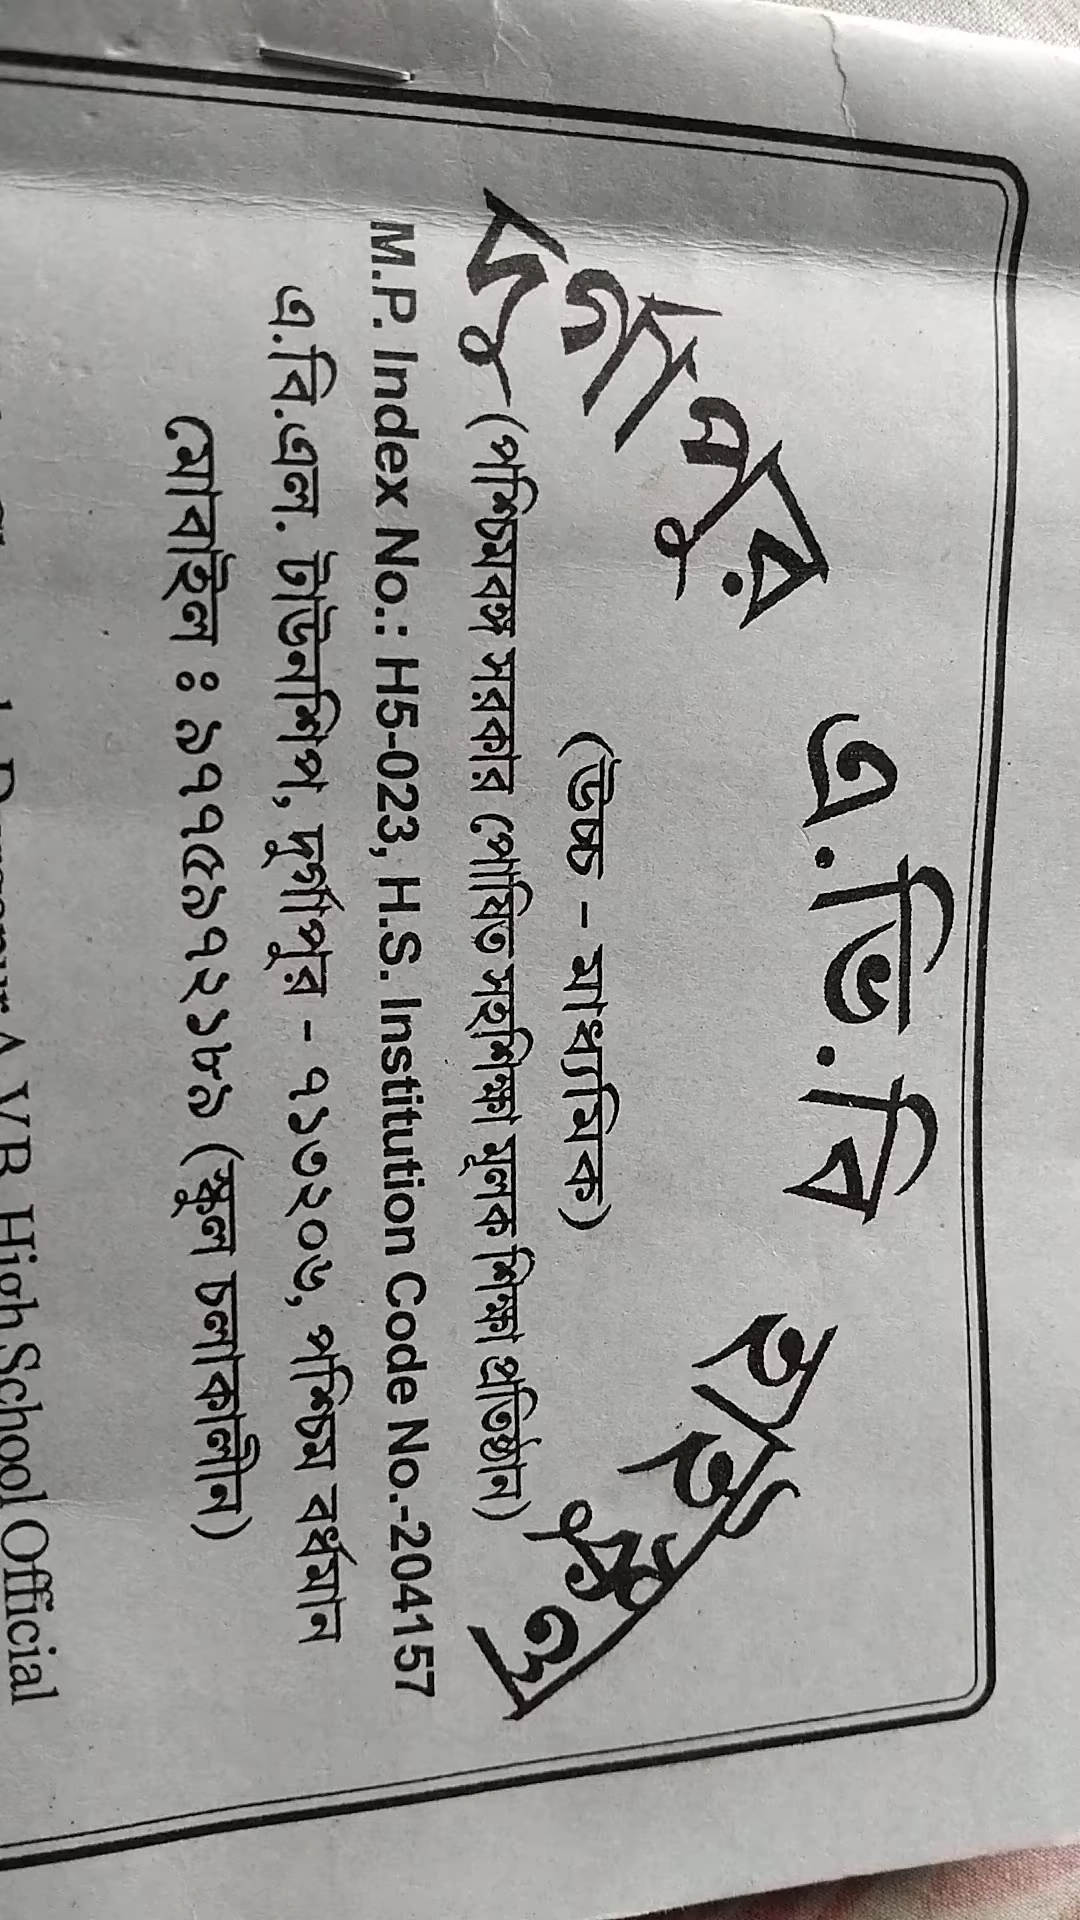 দুর্গাপুর এ.ভি.বি হাই স্কুল
(উচ্চ - মাধ্যমিক)
(পশ্চিমবঙ্গ সরকার পোষিত সহশিক্ষা মূলক শিক্ষা প্রতিষ্ঠান)
M.P. Index No.: H5-023, H.S. Institution Code No.-204157
এ.বি.এল. টাউনশিপ, দুর্গাপুর - ৭১৩২০৬, পশ্চিম বর্ধমান
মোবাইল ঃ ৯৭৭৫৯৭২১৮৯ (স্কুল চলাকালীন)
A.V.B. High School Official